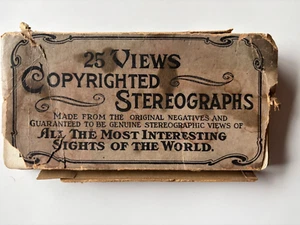 25 VIEWS
COPYRIGHTED
STEREOGRAPHS
MADE FROM THE ORIGINAL NEGATIVES AND
GUARANTEED TO BE GENUINE STEREOGRAPHIC VIEWS OF
ALL THE MOST INTERESTING
SIGHTS OF THE WORLD.